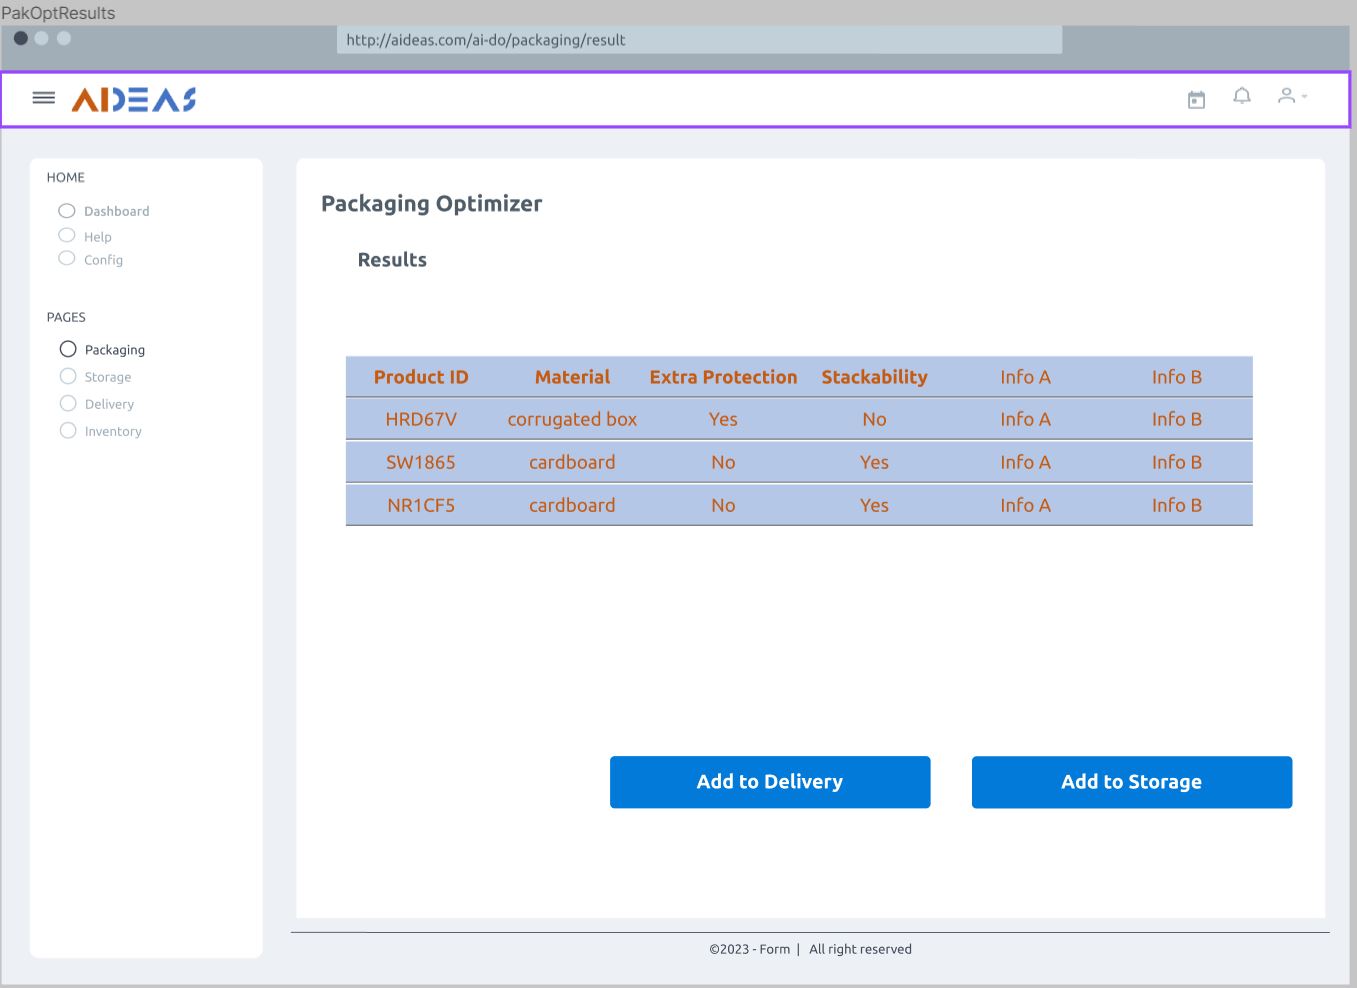 PakOptResults
http://aideas.com/ai-do/packaging/result
AIDEAS
HOME
Dashboard
Help
Config
PAGES
Packaging
Storage
Delivery
Inventory
Packaging Optimizer
Results
Product ID Material Extra Protection Stackability Info A Info B
HRD67V corrugated box Yes No Info A Info B
SW1865 cardboard No Yes Info A Info B
NR1CF5 cardboard No Yes Info A Info B
Add to Delivery Add to Storage
©2023 - Form | All right reserved